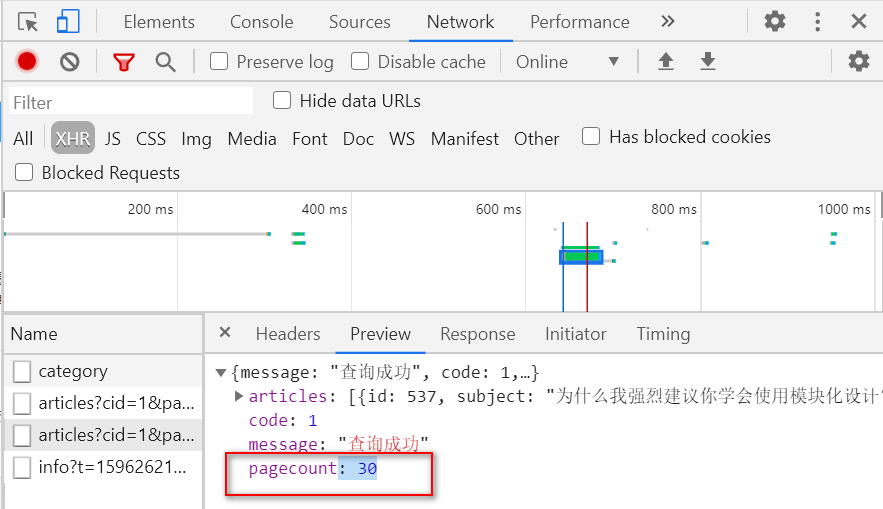 Elements Console Sources Network Performance »
Preserve log Disable cache Online ▼
Filter Hide data URLs
All XHR JS CSS Img Media Font Doc WS Manifest Other Has blocked cookies
Blocked Requests
200 ms 400 ms 600 ms 800 ms 1000 ms
Name × Headers Preview Response Initiator Timing
category
articles?cid=1&pa...
articles?cid=1&pa...
info?t=15962621...
▼{message: "查询成功", code: 1,…}
▶articles: [{id: 537, subject: "为什么我强烈建议你学会使用模块化设计
code: 1
message: "查询成功"
pagecount: 30